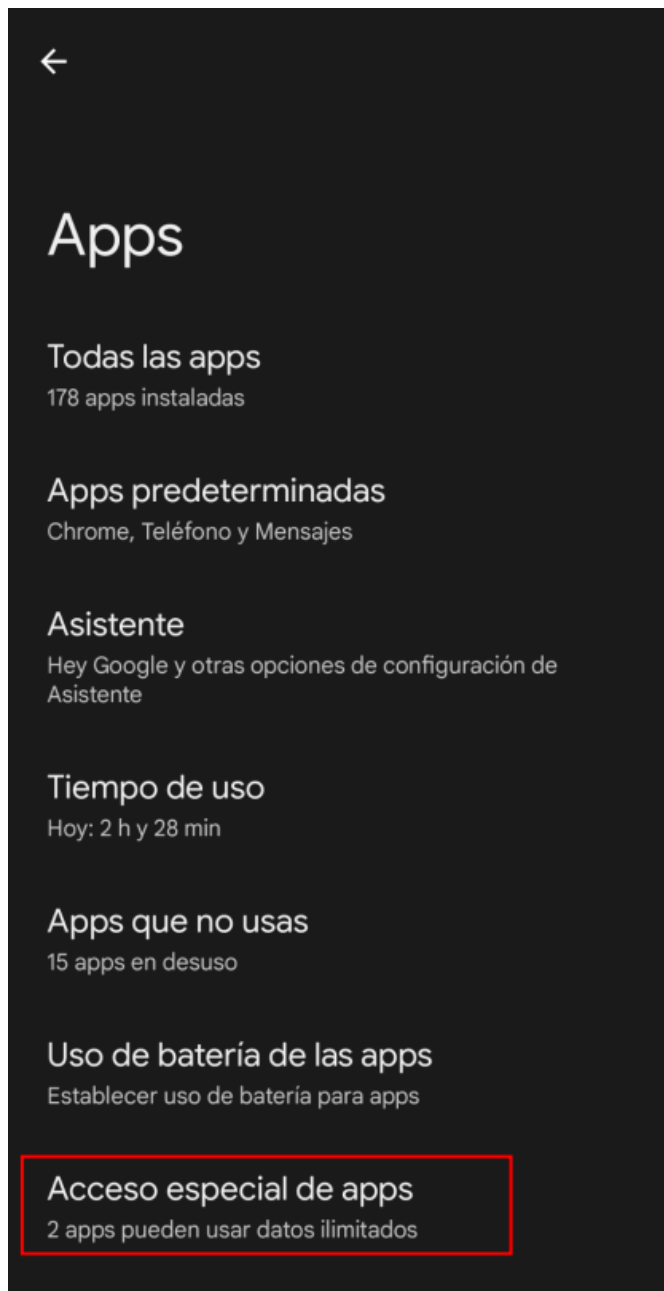 Apps
Todas las apps
178 apps instaladas
Apps predeterminadas
Chrome, Teléfono y Mensajes
Asistente
Hey Google y otras opciones de configuración de
Asistente
Tiempo de uso
Hoy: 2 h y 28 min
Apps que no usas
15 apps en desuso
Uso de batería de las apps
Establecer uso de batería para apps
Acceso especial de apps
2 apps pueden usar datos ilimitados